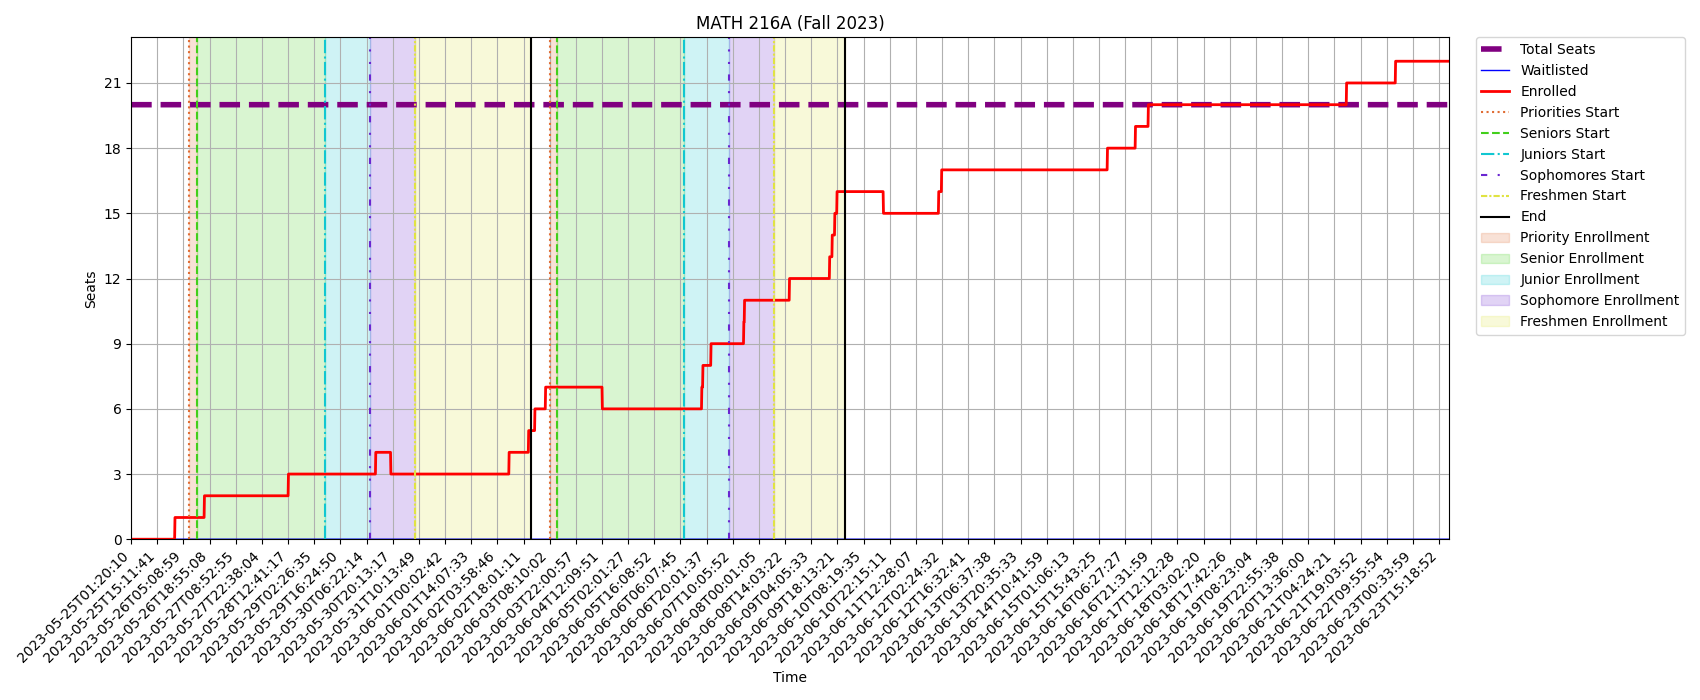 MATH 216A (Fall 2023)
Seats
21
18
15
12
9
6
3
0
2023-05-25T01:20:10
2023-05-25T15:11:41
2023-05-26T05:08:59
2023-05-26T18:55:08
2023-05-27T08:52:55
2023-05-27T22:38:04
2023-05-28T12:41:17
2023-05-29T02:26:35
2023-05-29T16:24:50
2023-05-30T06:22:14
2023-05-30T20:13:17
2023-05-31T10:13:49
2023-06-01T00:02:42
2023-06-01T14:07:33
2023-06-02T03:58:46
2023-06-02T18:01:11
2023-06-03T08:10:02
2023-06-03T22:00:57
2023-06-04T12:09:51
2023-06-05T02:01:27
2023-06-05T16:08:52
2023-06-06T06:07:45
2023-06-06T20:01:37
2023-06-07T10:05:52
2023-06-08T00:01:05
2023-06-08T14:03:22
2023-06-09T04:05:33
2023-06-09T18:13:21
2023-06-10T08:19:35
2023-06-10T22:15:11
2023-06-11T12:28:07
2023-06-12T02:24:32
2023-06-12T16:32:41
2023-06-13T06:37:38
2023-06-13T20:35:33
2023-06-14T10:41:59
2023-06-15T01:06:13
2023-06-15T15:43:25
2023-06-16T06:27:27
2023-06-16T21:31:59
2023-06-17T12:12:28
2023-06-18T03:02:20
2023-06-18T17:42:26
2023-06-19T08:23:04
2023-06-19T22:55:38
2023-06-20T13:36:00
2023-06-21T04:24:21
2023-06-21T19:03:52
2023-06-22T09:55:54
2023-06-23T00:33:59
2023-06-23T15:18:52
Time
Total Seats
Waitlisted
Enrolled
Priorities Start
Seniors Start
Juniors Start
Sophomores Start
Freshmen Start
End
Priority Enrollment
Senior Enrollment
Junior Enrollment
Sophomore Enrollment
Freshmen Enrollment